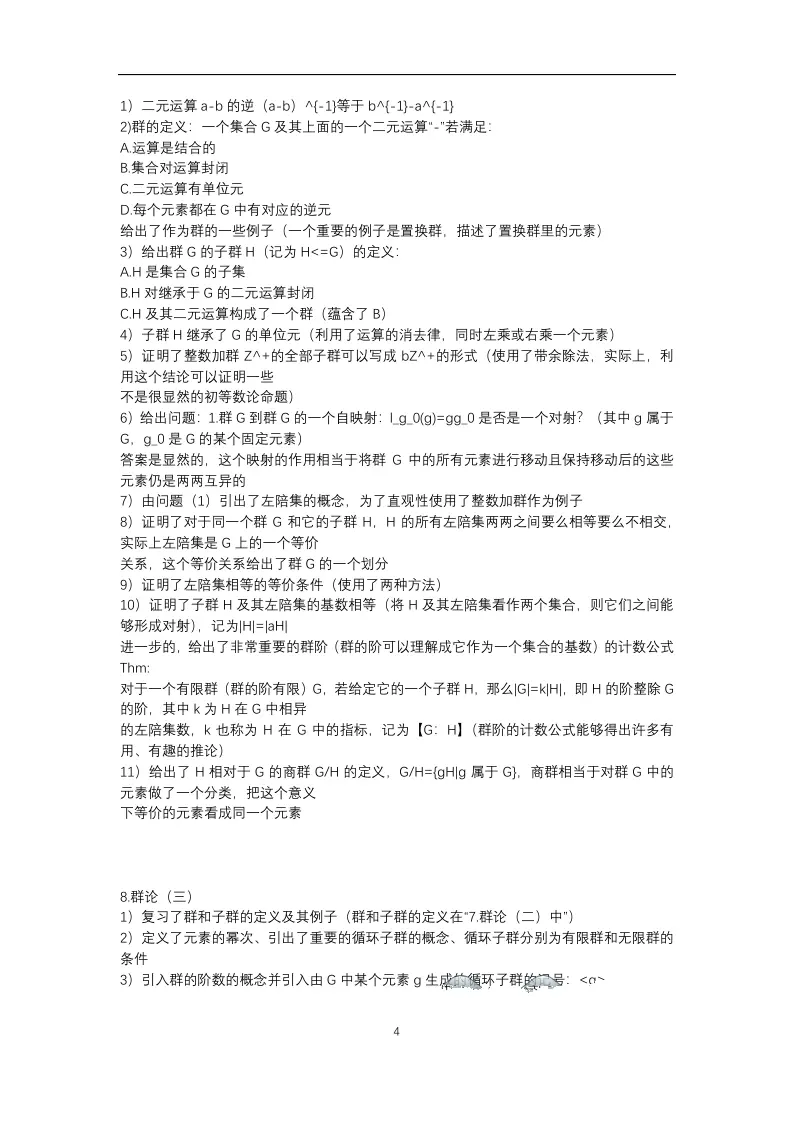 1）二元运算 a-b 的逆（a-b）^{-1}等于 b^{-1}-a^{-1}
2)群的定义：一个集合 G 及其上面的一个二元运算“-”若满足：
A.运算是结合的
B.集合对运算封闭
C.二元运算有单位元
D.每个元素都在 G 中有对应的逆元
给出了作为群的一些例子（一个重要的例子是置换群，描述了置换群里的元素）
3）给出群 G 的子群 H（记为 H<=G）的定义：
A.H 是集合 G 的子集
B.H 对继承于 G 的二元运算封闭
C.H 及其二元运算构成了一个群（蕴含了 B）
4）子群 H 继承了 G 的单位元（利用了运算的消去律，同时左乘或右乘一个元素）
5）证明了整数加群 Z^+的全部子群可以写成 bZ^+的形式（使用了带余除法，实际上，利
用这个结论可以证明一些
不是很显然的初等数论命题）
6）给出问题：1.群 G 到群 G 的一个自映射：l_g_0(g)=gg_0 是否是一个对射？（其中 g 属于
G，g_0 是 G 的某个固定元素）
答案是显然的，这个映射的作用相当于将群 G 中的所有元素进行移动且保持移动后的这些
元素仍是两两互异的
7）由问题（1）引出了左陪集的概念，为了直观性使用了整数加群作为例子
8）证明了对于同一个群 G 和它的子群 H，H 的所有左陪集两两之间要么相等要么不相交，
实际上左陪集是 G 上的一个等价
关系，这个等价关系给出了群 G 的一个划分
9）证明了左陪集相等的等价条件（使用了两种方法）
10）证明了子群 H 及其左陪集的基数相等（将 H 及其左陪集看作两个集合，则它们之间能
够形成对射），记为|H|=|aH|
进一步的，给出了非常重要的群阶（群的阶可以理解成它作为一个集合的基数）的计数公式
Thm:
对于一个有限群（群的阶有限）G，若给定它的一个子群 H，那么|G|=k|H|，即 H 的阶整除 G
的阶，其中 k 为 H 在 G 中相异
的左陪集数，k 也称为 H 在 G 中的指标，记为【G：H】（群阶的计数公式能够得出许多有
用、有趣的推论）
11）给出了 H 相对于 G 的商群 G/H 的定义，G/H={gH|g 属于 G}，商群相当于对群 G 中的
元素做了一个分类，把这个意义
下等价的元素看成同一个元素
8.群论（三）
1）复习了群和子群的定义及其例子（群和子群的定义在“7.群论（二）中”）
2）定义了元素的幂次、引出了重要的循环子群的概念、循环子群分别为有限群和无限群的
条件
3）引入群的阶数的概念并引入由 G 中某个元素 g 生成的循环子群的记号：<g>
4